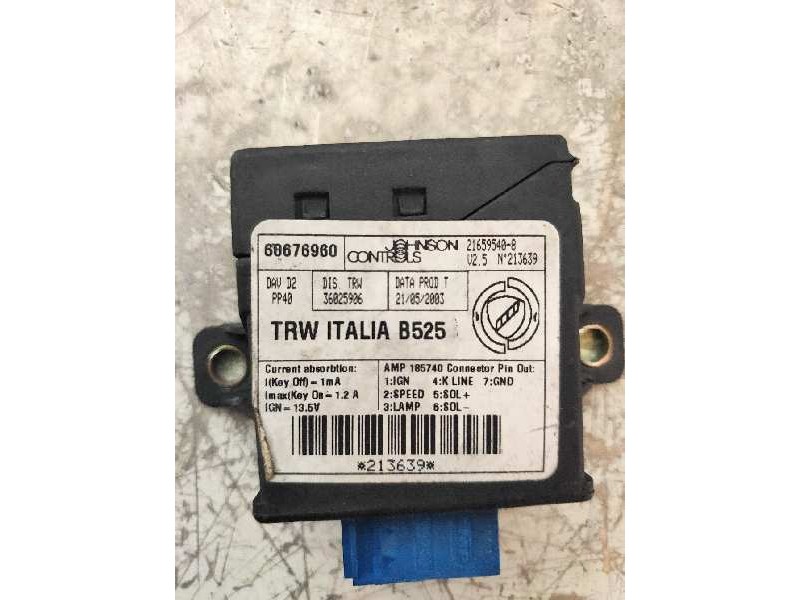 60676960
JOHNSON
CONTROLS
21659540-8
V2.5 N°213639
DAV D2
PP40
DIS. TRW
36025906
DATA PROD T
21/05/2003
TRW ITALIA B525
Current absorbtion:
I(Key Off)=1mA
Imax(Key On=1.2 A
IGN=13.5V
AMP 185740 Connector Pin Out:
1:IGN 4:K LINE 7:GND
2:SPEED 5:SOL+
3:LAMP 6:SOL-
*213639*